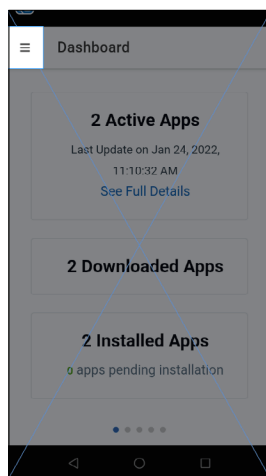 Dashboard
2 Active Apps
Last Update on Jan 24, 2022,
11:10:32 AM
See Full Details
2 Downloaded Apps
2 Installed Apps
0 apps pending installation